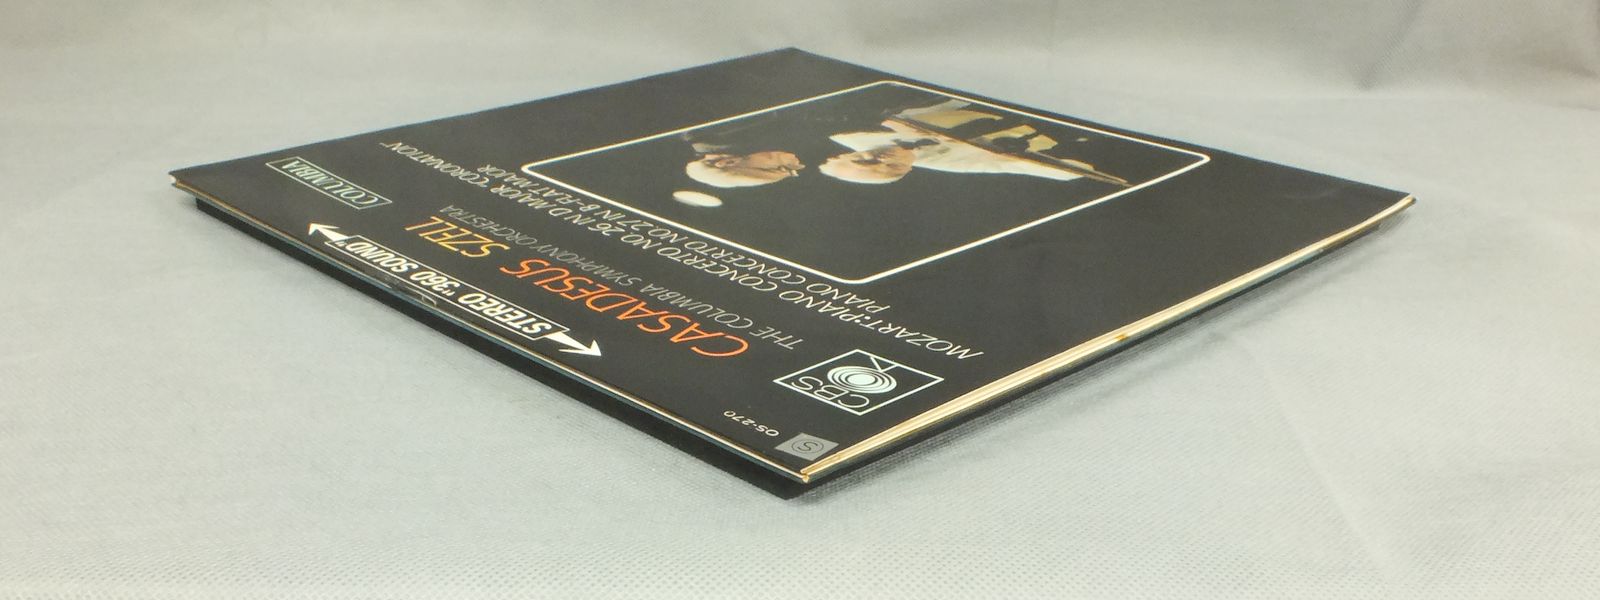 STEREO "360 SOUND"
COLUMBIA
CASADESUS SZELL
THE COLUMBIA SYMPHONY ORCHESTRA
MOZART: PIANO CONCERTO NO. 26 IN D MAJOR "CORONATION"
PIANO CONCERTO NO. 27 IN B-FLAT MAJOR
CBS
OS-270
S